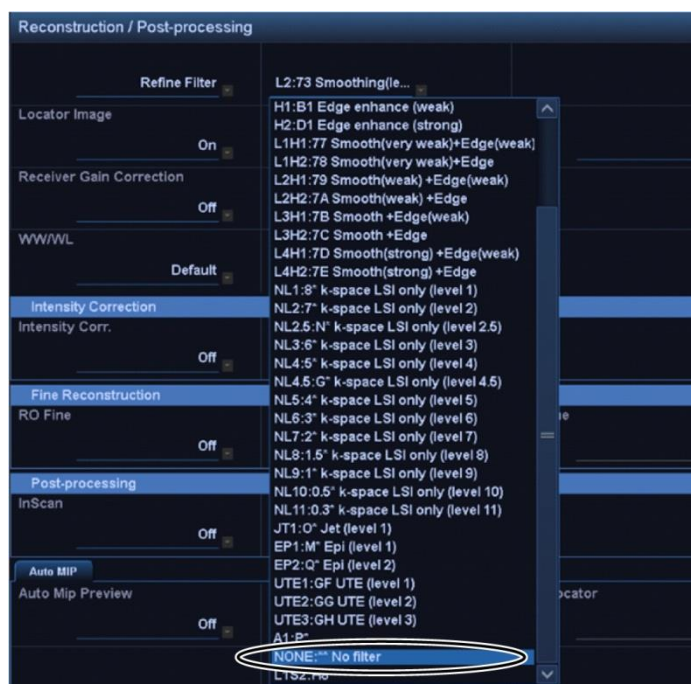 Reconstruction / Post-processing
Refine Filter
L2:73 Smoothing(le...
Locator Image
On
Receiver Gain Correction
Off
WW/WL
Default
Intensity Correction
Intensity Corr.
Off
Fine Reconstruction
RO Fine
Off
Post-processing
InScan
Off
Auto MIP
Auto Mip Preview
Off
H1:B1 Edge enhance (weak)
H2:D1 Edge enhance (strong)
L1H1:77 Smooth(very weak)+Edge(weak)
L1H2:78 Smooth(very weak)+Edge
L2H1:79 Smooth(weak) +Edge(weak)
L2H2:7A Smooth(weak) +Edge
L3H1:7B Smooth +Edge(weak)
L3H2:7C Smooth +Edge
L4H1:7D Smooth(strong) +Edge(weak)
L4H2:7E Smooth(strong) +Edge
NL1:8* k-space LSI only (level 1)
NL2:7* k-space LSI only (level 2)
NL2.5:N* k-space LSI only (level 2.5)
NL3:6* k-space LSI only (level 3)
NL4:5* k-space LSI only (level 4)
NL4.5:G* k-space LSI only (level 4.5)
NL5:4* k-space LSI only (level 5)
NL6:3* k-space LSI only (level 6)
NL7:2* k-space LSI only (level 7)
NL8:1.5* k-space LSI only (level 8)
NL9:1* k-space LSI only (level 9)
NL10:0.5* k-space LSI only (level 10)
NL11:0.3* k-space LSI only (level 11)
JT1:O* Jet (level 1)
EP1:M* Epi (level 1)
EP2:Q* Epi (level 2)
UTE1:GF UTE (level 1)
UTE2:GG UTE (level 2)
UTE3:GH UTE (level 3)
A1:P*
NONE:** No filter